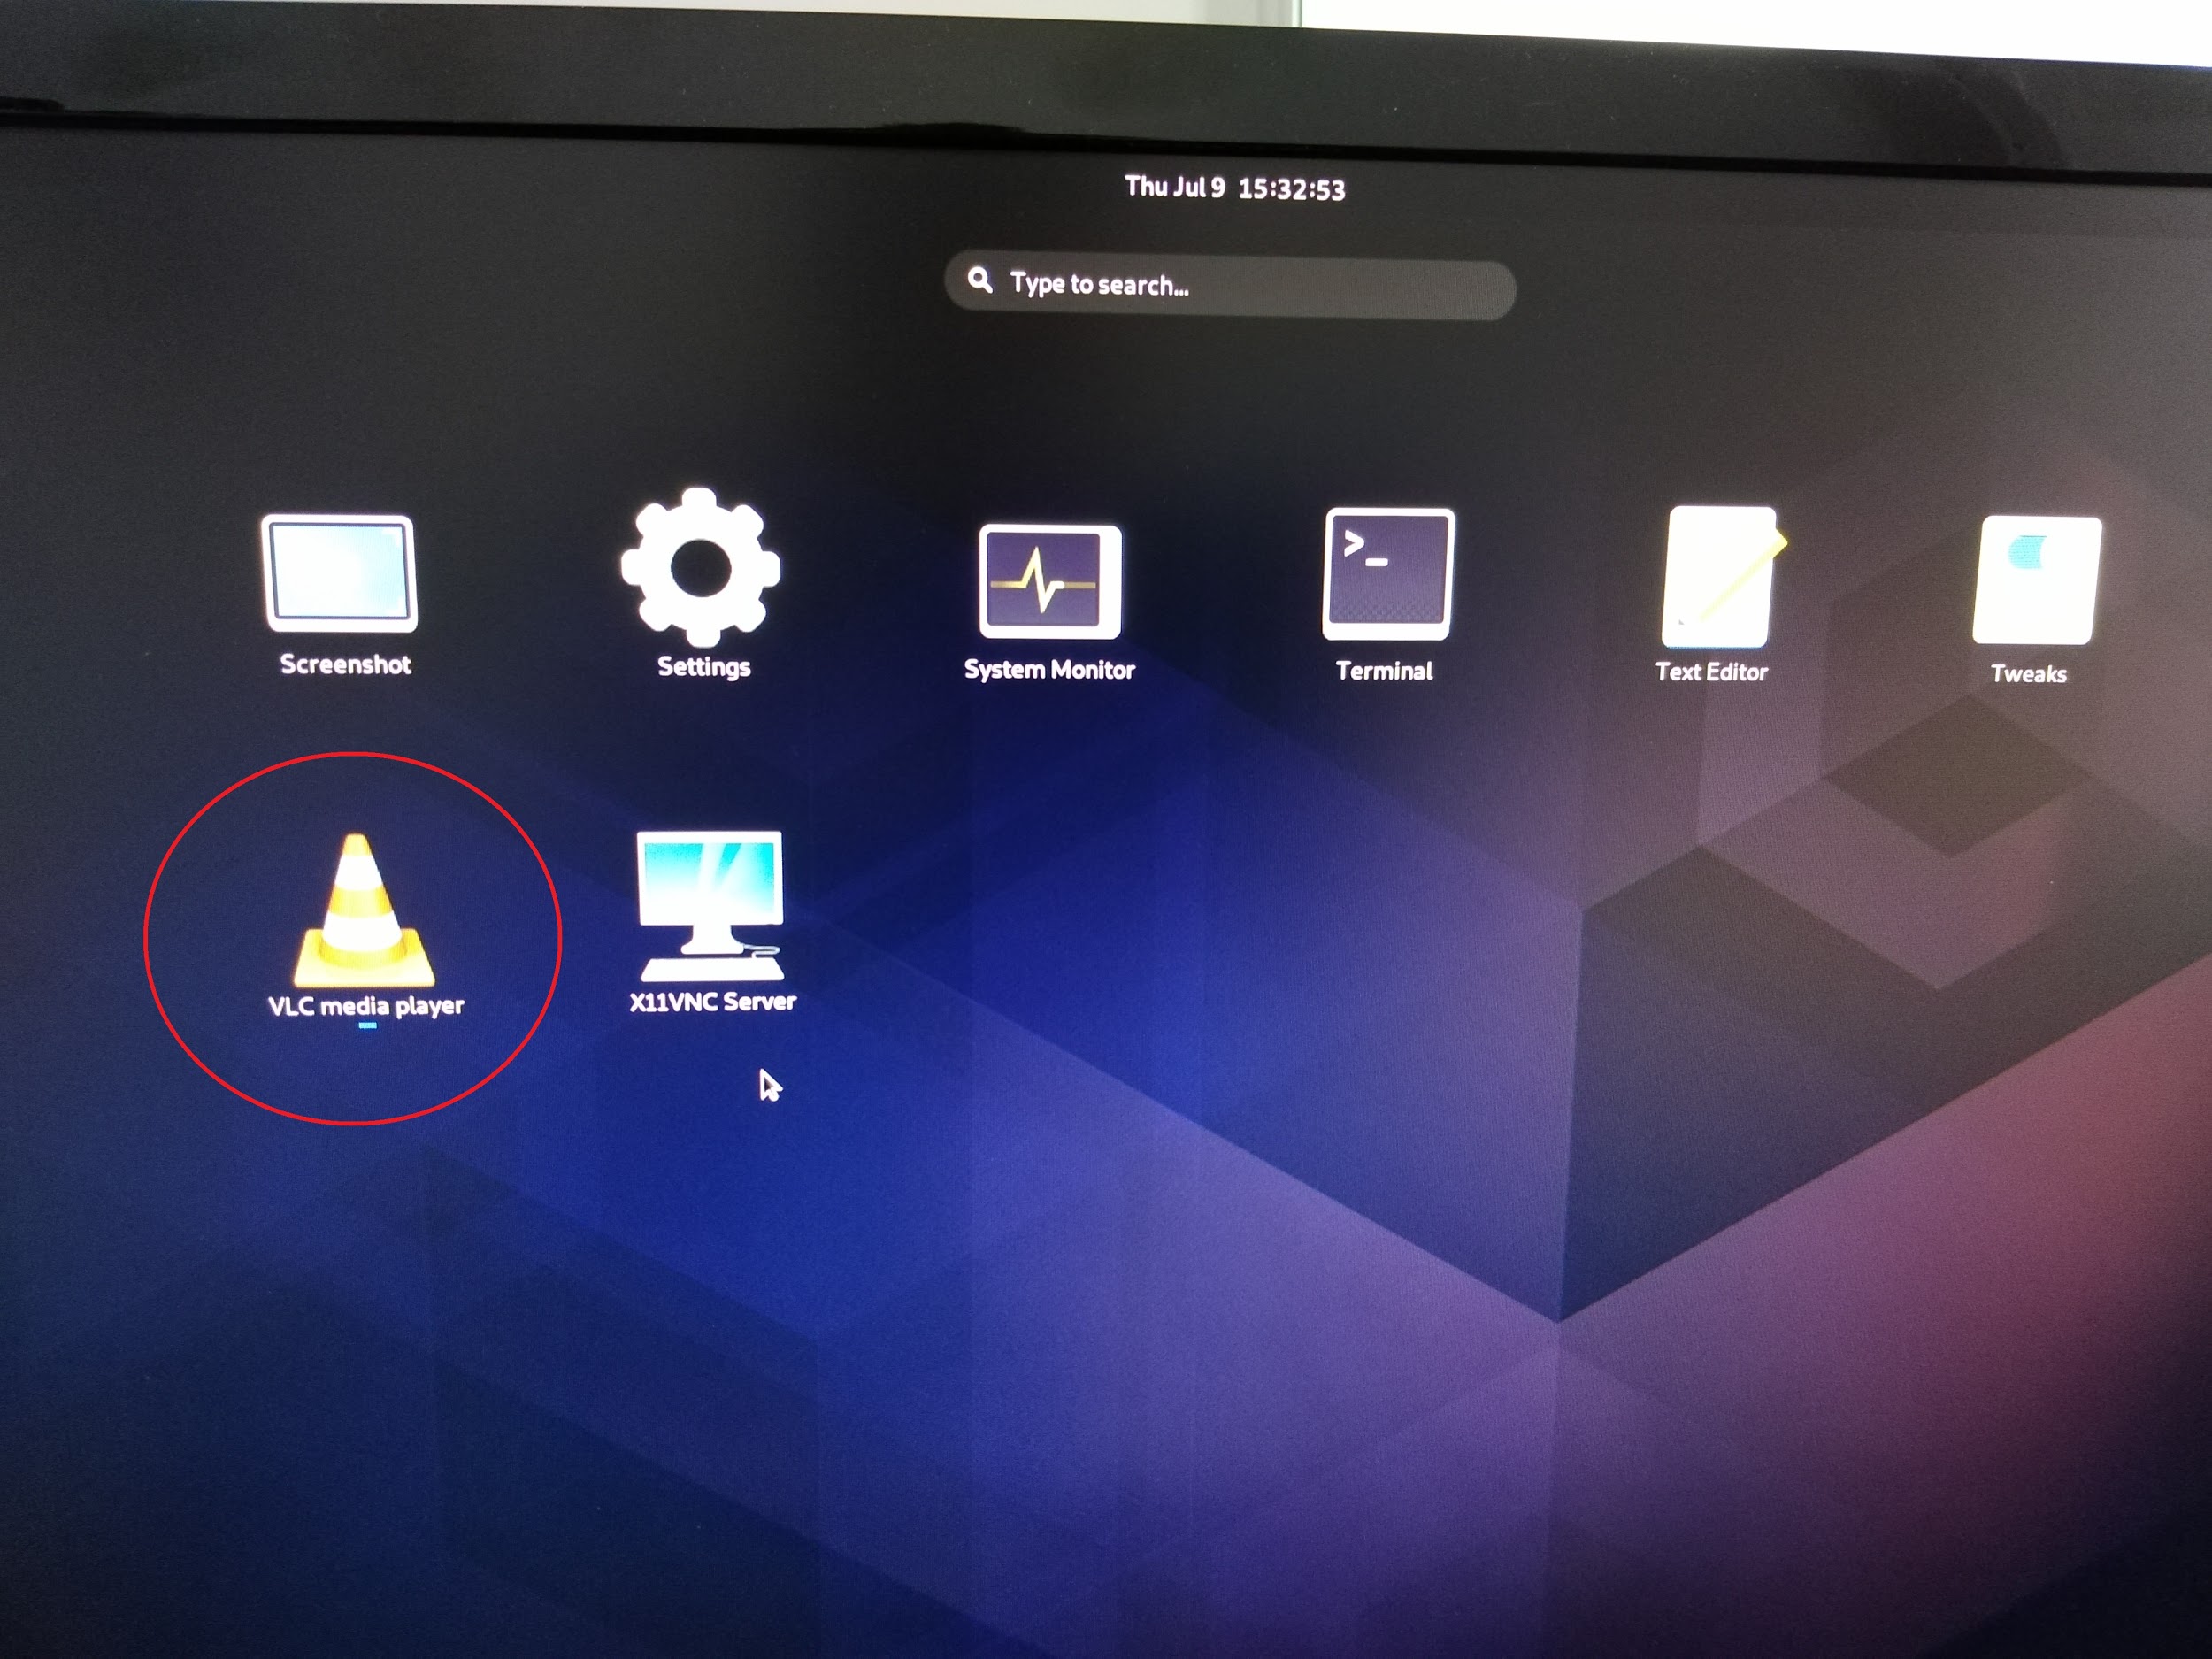 Thu Jul 9 15:32:53
Type to search...
Screenshot
Settings
System Monitor
>_
Terminal
Text Editor
Tweaks
VLC media player
X11VNC Server